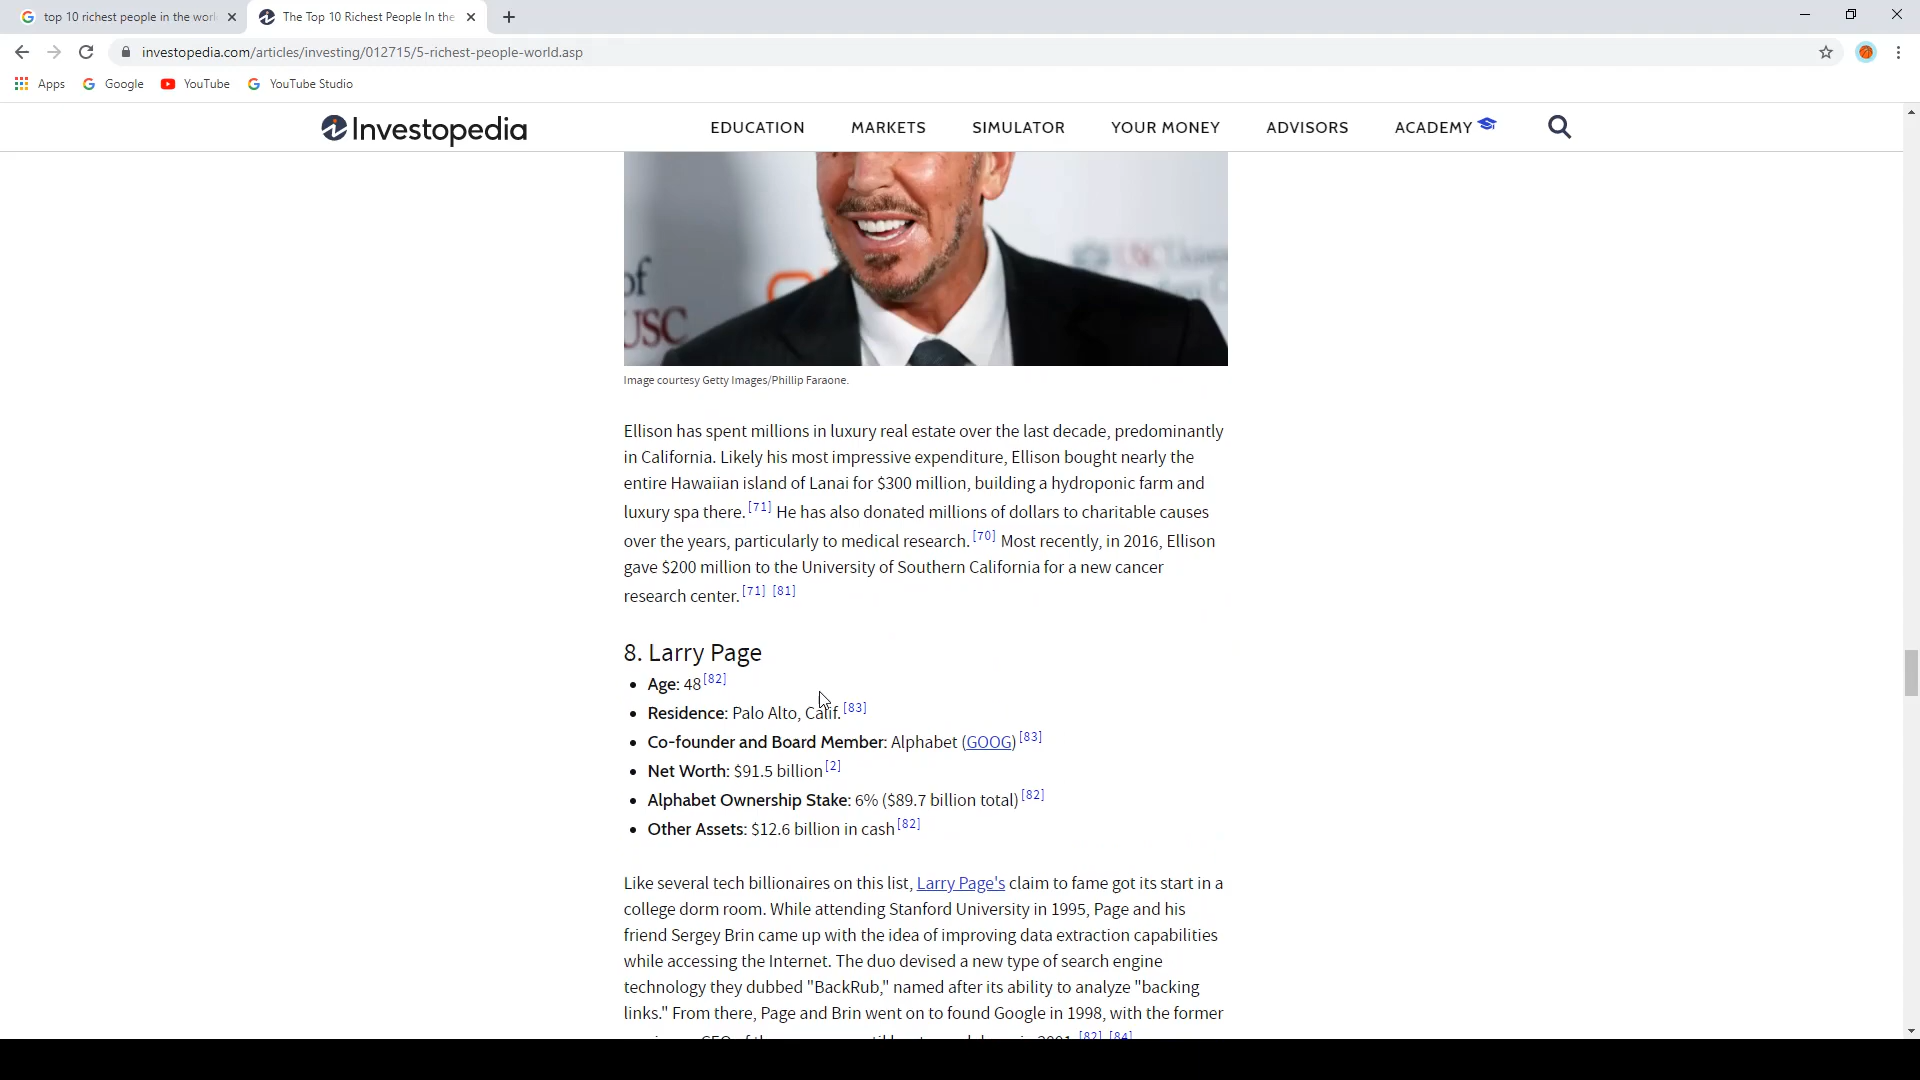 top 10 richest people in the worl
The Top 10 Richest People In the
investopedia.com/articles/investing/012715/5-richest-people-world.asp
Apps
Google
YouTube
YouTube Studio
Investopedia
EDUCATION
MARKETS
SIMULATOR
YOUR MONEY
ADVISORS
ACADEMY
of
USC
Image courtesy Getty Images/Phillip Faraone.
Ellison has spent millions in luxury real estate over the last decade, predominantly
in California. Likely his most impressive expenditure, Ellison bought nearly the
entire Hawaiian island of Lanai for $300 million, building a hydroponic farm and
luxury spa there.[71] He has also donated millions of dollars to charitable causes
over the years, particularly to medical research.[70] Most recently, in 2016, Ellison
gave $200 million to the University of Southern California for a new cancer
research center.[71] [81]
8. Larry Page
• Age: 48[82]
• Residence: Palo Alto, Calif.[83]
• Co-founder and Board Member: Alphabet (GOOG)[83]
• Net Worth: $91.5 billion[2]
• Alphabet Ownership Stake: 6% ($89.7 billion total)[82]
• Other Assets: $12.6 billion in cash[82]
Like several tech billionaires on this list, Larry Page's claim to fame got its start in a
college dorm room. While attending Stanford University in 1995, Page and his
friend Sergey Brin came up with the idea of improving data extraction capabilities
while accessing the Internet. The duo devised a new type of search engine
technology they dubbed "BackRub," named after its ability to analyze "backing
links." From there, Page and Brin went on to found Google in 1998, with the former